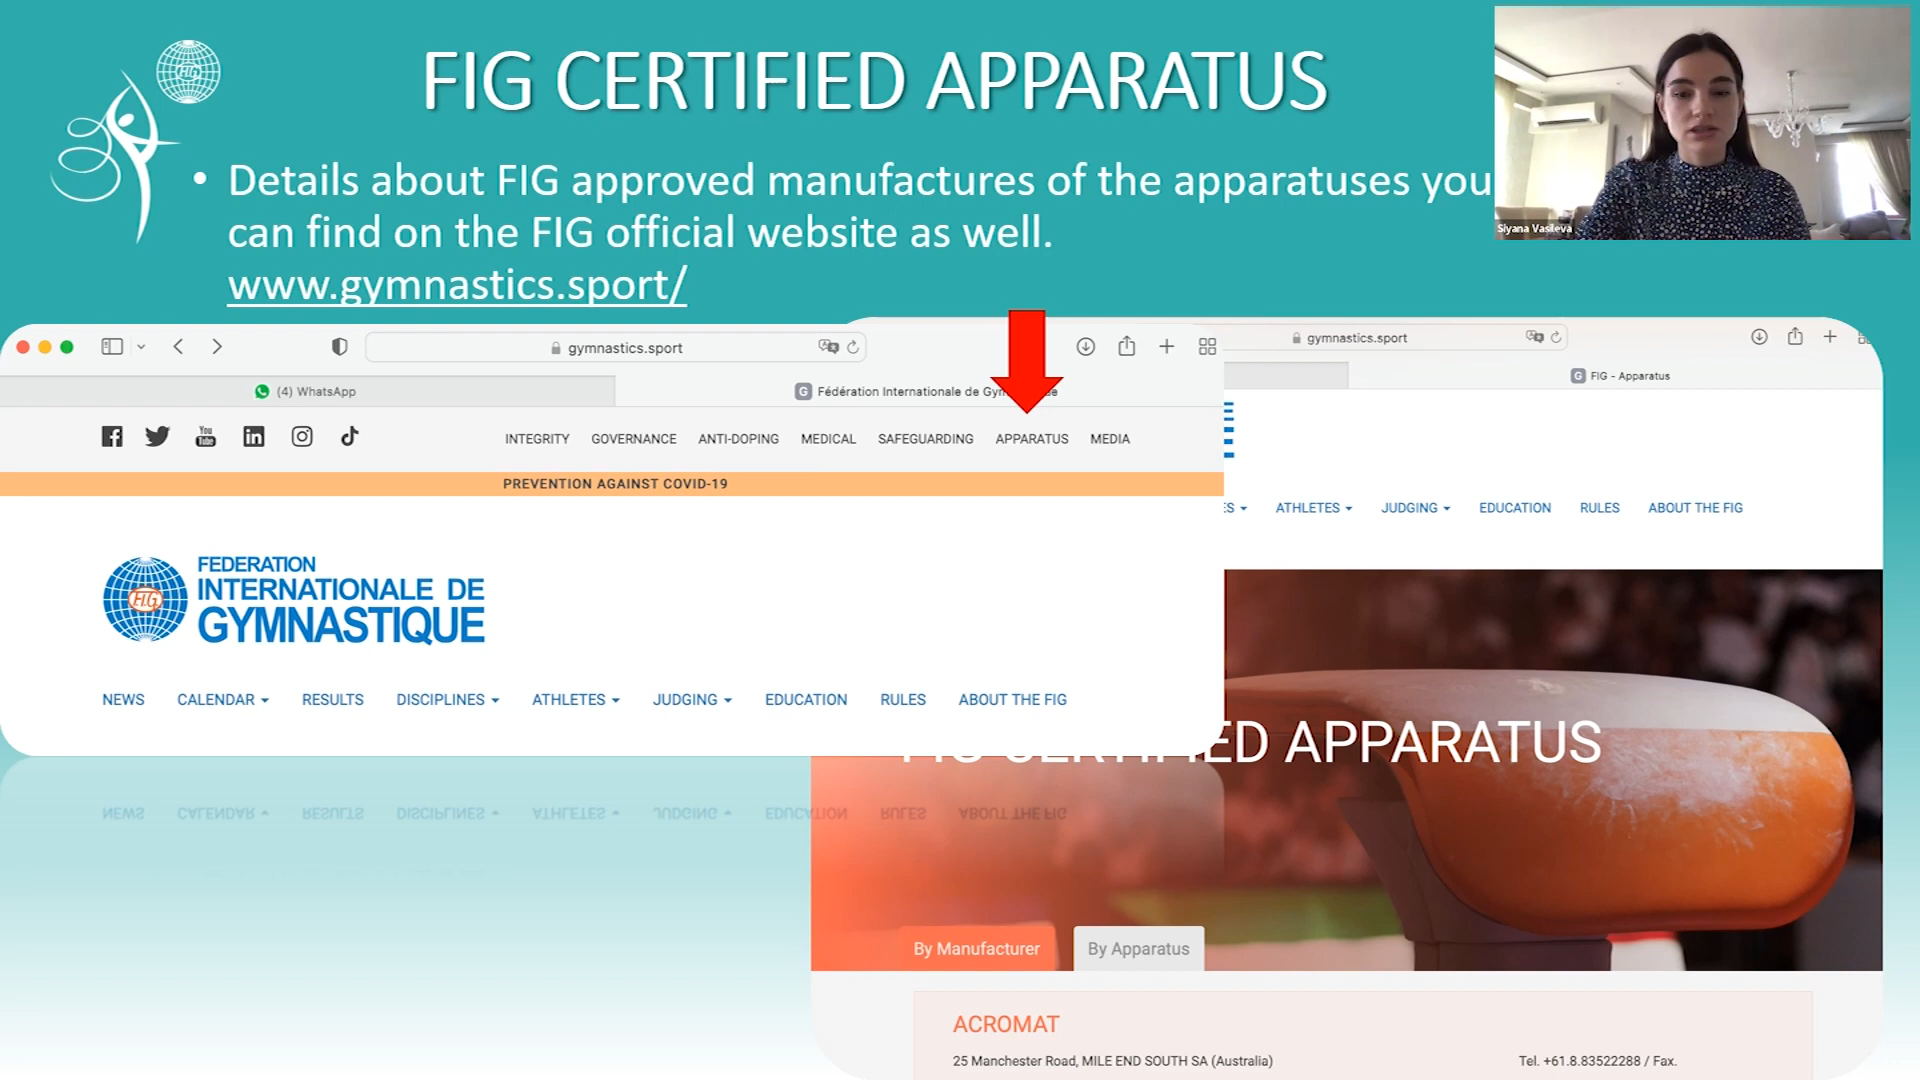 FIG CERTIFIED APPARATUS
FIG
• Details about FIG approved manufactures of the apparatuses you
can find on the FIG official website as well.
www.gymnastics.sport/
Siyana Vasileva
gymnastics.sport
(4) WhatsApp
Fédération Internationale de Gym
INTEGRITY GOVERNANCE ANTI-DOPING MEDICAL SAFEGUARDING APPARATUS MEDIA
PREVENTION AGAINST COVID-19
FIG
FEDERATION
INTERNATIONALE DE
GYMNASTIQUE
NEWS CALENDAR RESULTS DISCIPLINES ATHLETES JUDGING EDUCATION RULES ABOUT THE FIG
gymnastics.sport
FIG - Apparatus
ES ATHLETES JUDGING EDUCATION RULES ABOUT THE FIG
FIG CERTIFIED APPARATUS
By Manufacturer By Apparatus
ACROMAT
25 Manchester Road, MILE END SOUTH SA (Australia) Tel. +61.8.83522288 / Fax.